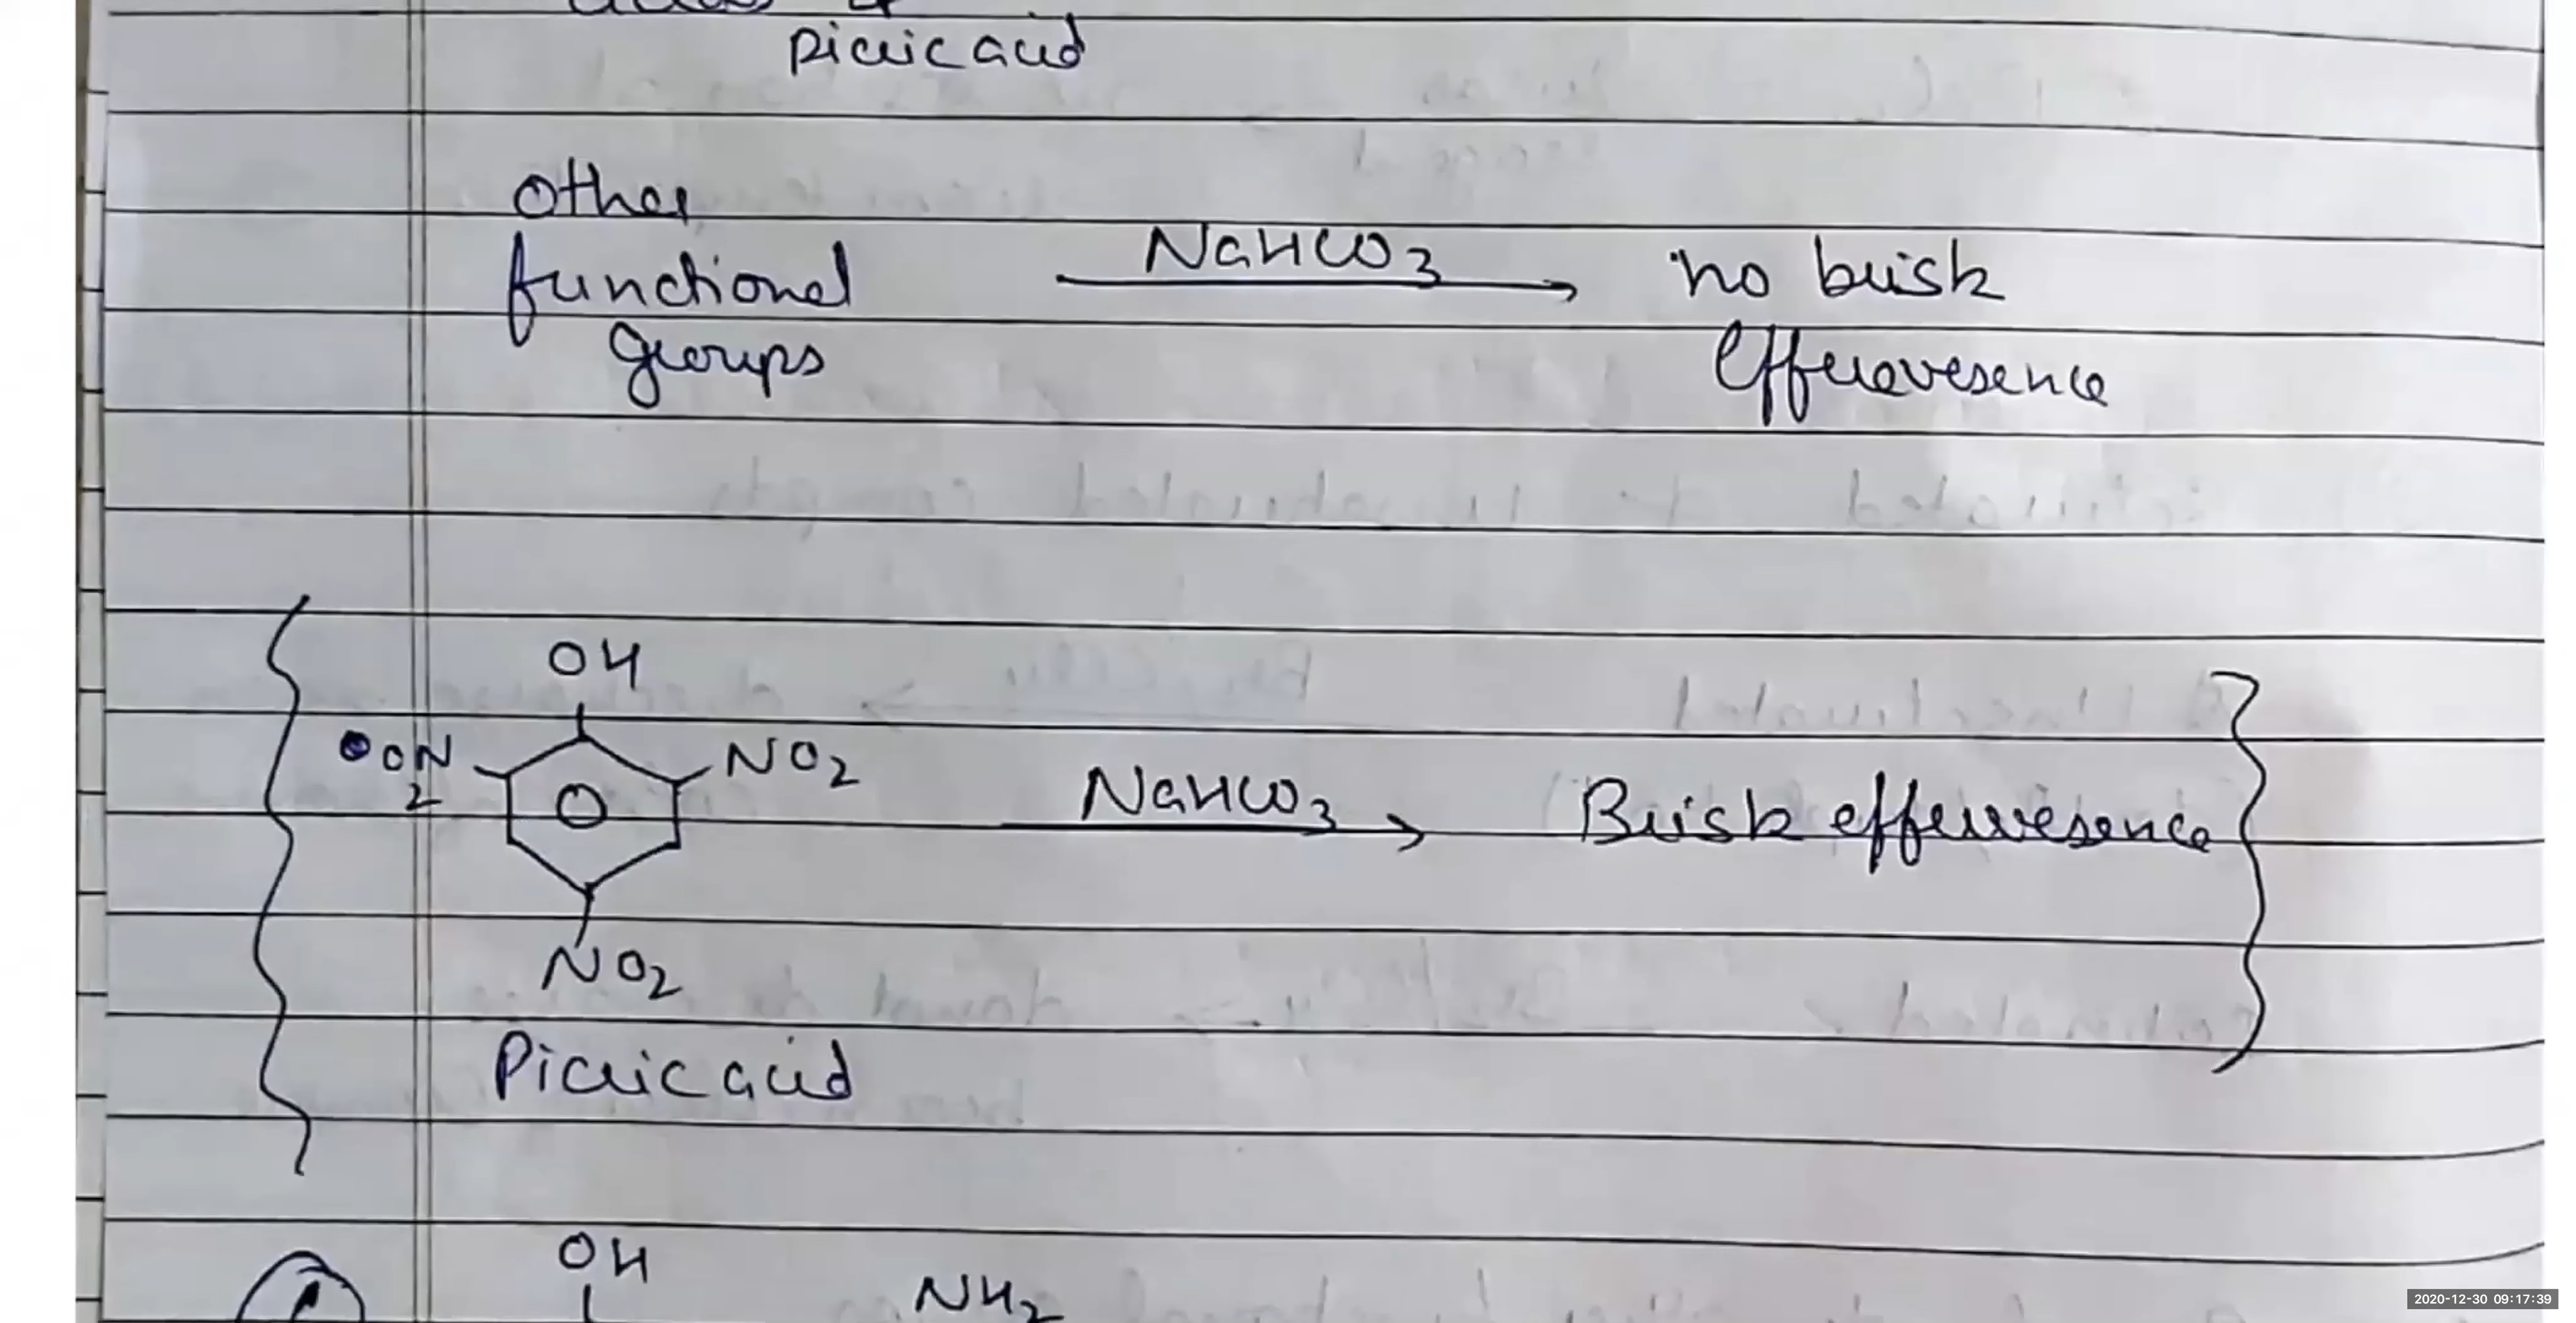 picric acid
other
functional
groups
NaHCO3
no brisk
effervesence
OH
O2N
NO2
NaHCO3
Brisk effervesence
NO2
Picric acid
OH
NH2
2020-12-30 09:17:39